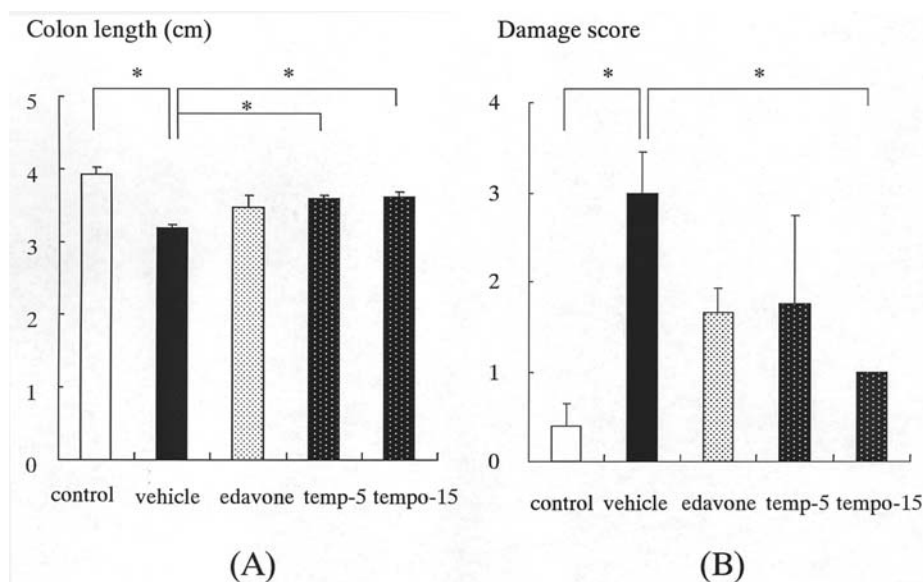 Colon length (cm)
*
*
*
5
4
3
2
1
0
control vehicle edavone temp-5 tempo-15
(A)
Damage score
*
*
4
3
2
1
0
control vehicle edavone temp-5 tempo-15
(B)